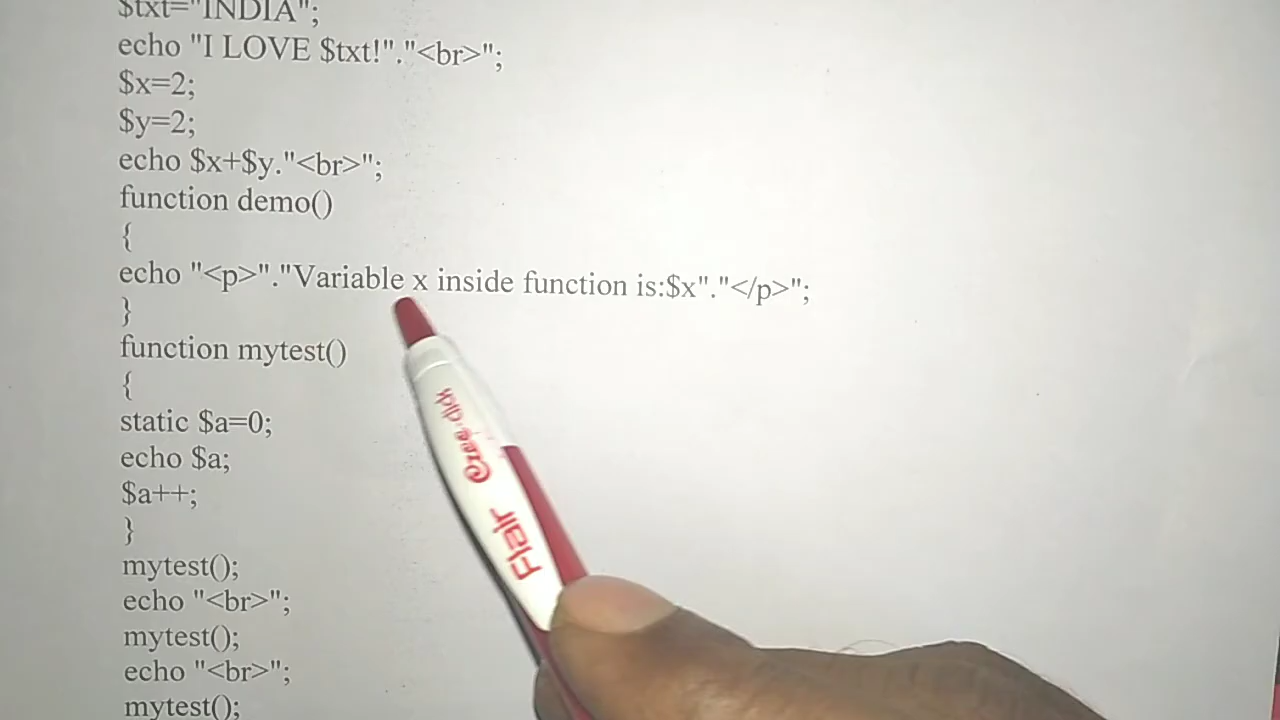 $txt="INDIA";
echo "I LOVE $txt!"."<br>";
$x=2;
$y=2;
echo $x+$y."<br>";
function demo()
{
echo "<p>"."Variable x inside function is:$x"."</p>";
}
function mytest()
{
static $a=0;
echo $a;
$a++;
}
mytest();
echo "<br>";
mytest();
echo "<br>";
mytest();
Flair